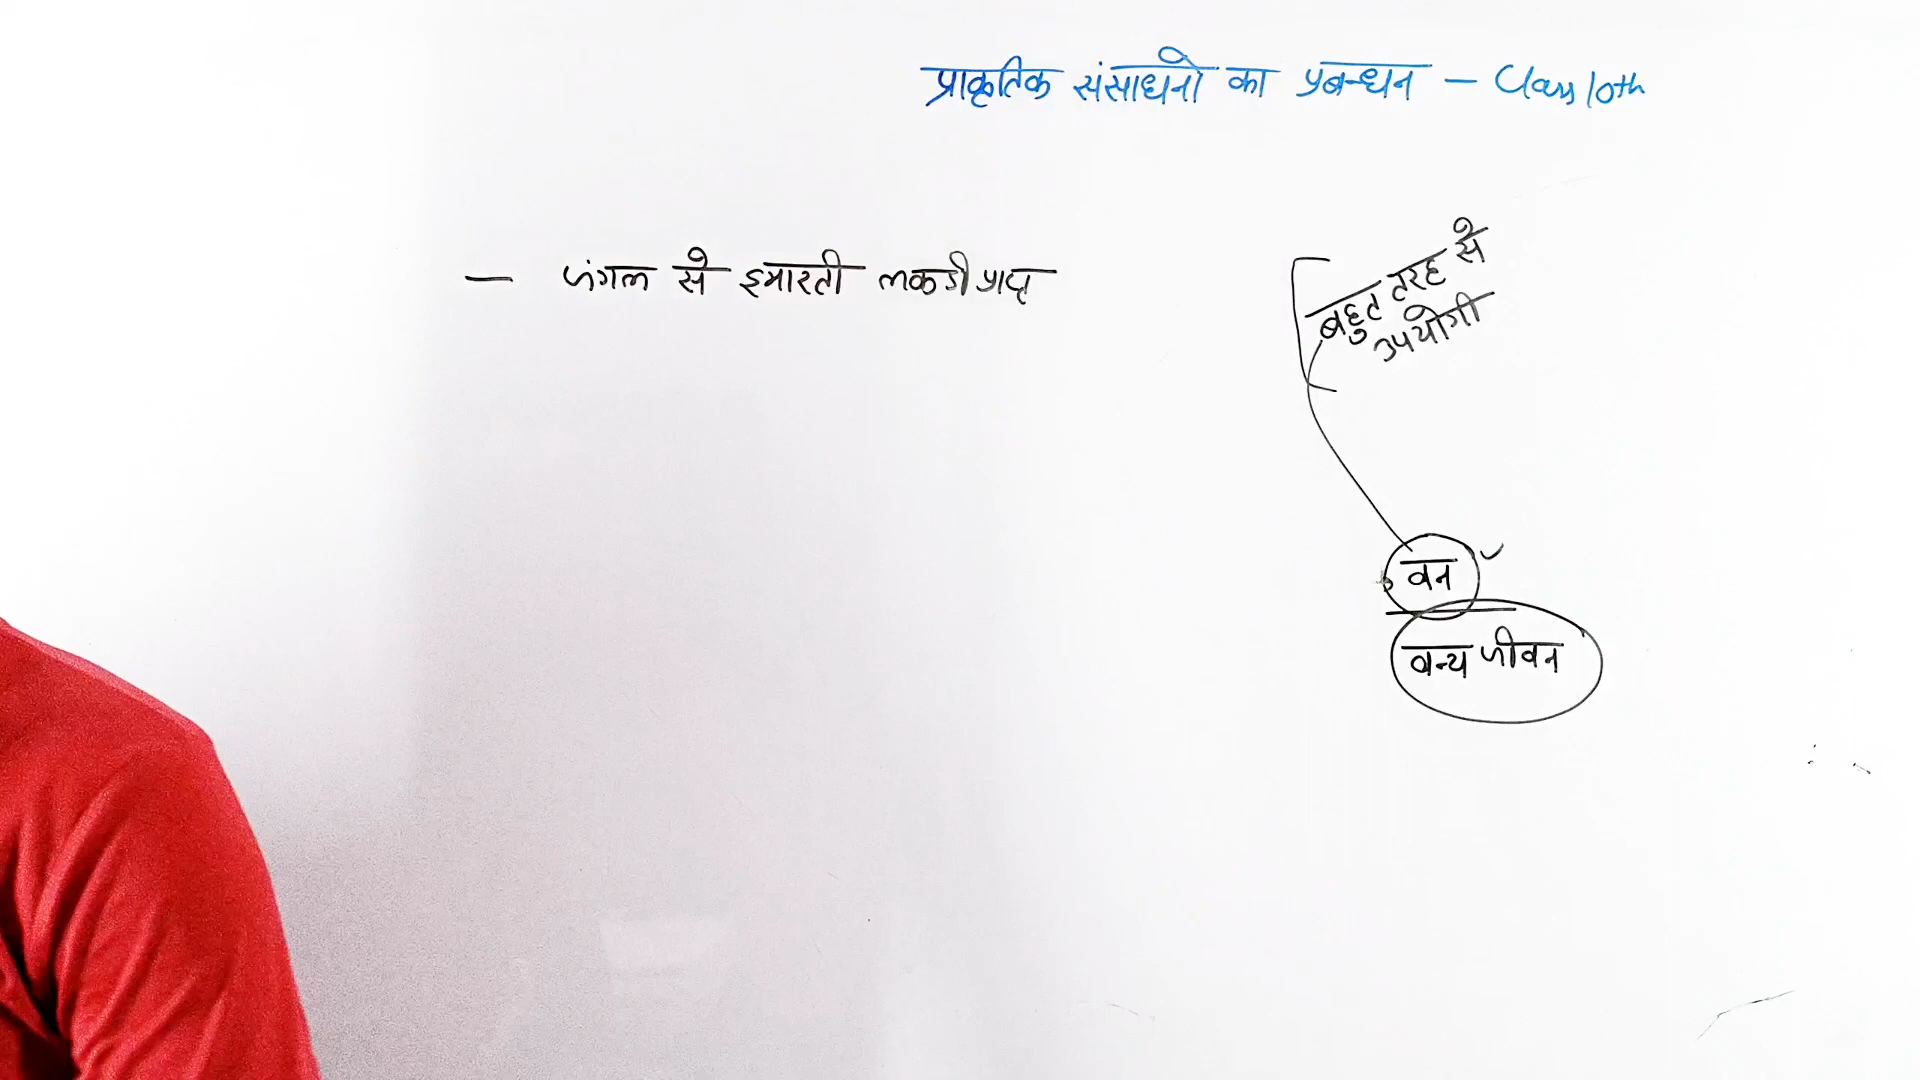 प्राकृतिक संसाधनो का प्रबन्धन – Class 10th
— जंगल से इमारती लकडी प्राप्त
बहुत तरह से
उपयोगी
वन
वन्य जीवन